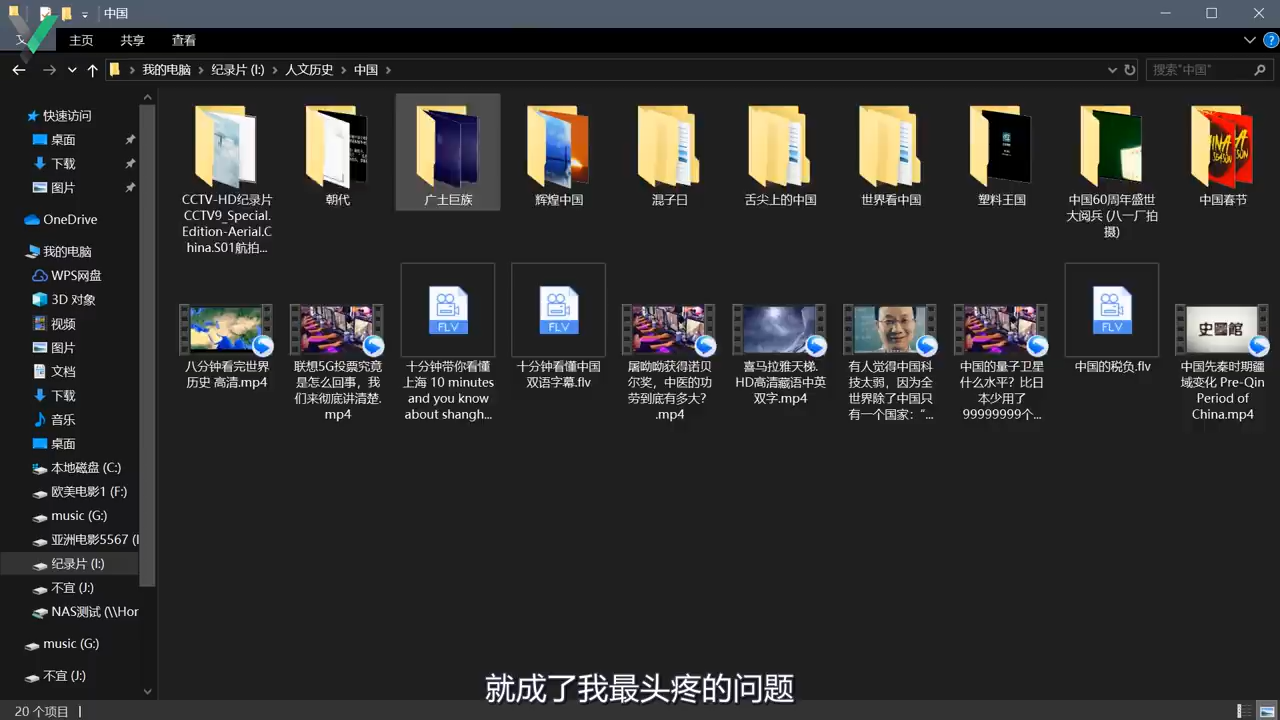 中国
文
主页
共享
查看
我的电脑
纪录片 (I:)
人文历史
中国
搜索"中国"
快速访问
桌面
下载
图片
OneDrive
我的电脑
WPS网盘
3D 对象
视频
图片
文档
下载
音乐
桌面
本地磁盘 (C:)
欧美电影1 (F:)
music (G:)
亚洲电影5567 (I
纪录片 (I:)
不宜 (J:)
NAS测试 (\\Hor
music (G:)
不宜 (J:)
CCTV-HD纪录片
CCTV9_Special.
Edition-Aerial.C
hina.S01航拍...
朝代
广土巨族
辉煌中国
混子日
舌尖上的中国
世界看中国
塑料王国
中国60周年盛世
大阅兵 (八一厂拍
摄)
中国春节
八分钟看完世界
历史 高清.mp4
联想5G投票究竟
是怎么回事，我
们来彻底讲清楚.
mp4
FLV
十分钟带你看懂
上海 10 minutes
and you know
about shangh...
FLV
十分钟看懂中国
双语字幕.flv
屠呦呦获得诺贝
尔奖，中医的功
劳到底有多大？
.mp4
喜马拉雅天梯.
HD高清藏语中英
双字.mp4
有人觉得中国科
技太弱，因为全
世界除了中国只
有一个国家：“...
中国的量子卫星
什么水平？比日
本少用了
99999999个...
FLV
中国的税负.flv
史图馆
中国先秦时期疆
域变化 Pre-Qin
Period of
China.mp4
就成了我最头疼的问题
20 个项目